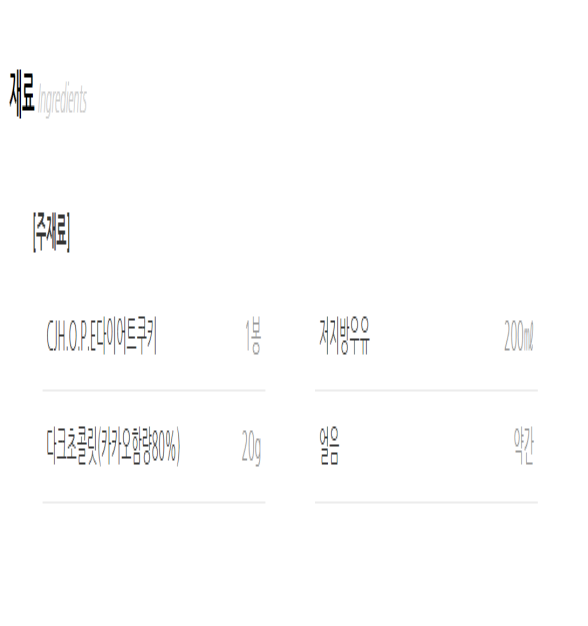 재료 Ingredients
[주재료]
CJH.O.P.E다이어트쿠키 1봉
저지방우유 200㎖
다크초콜릿(카카오함량80%) 20g
얼음 약간